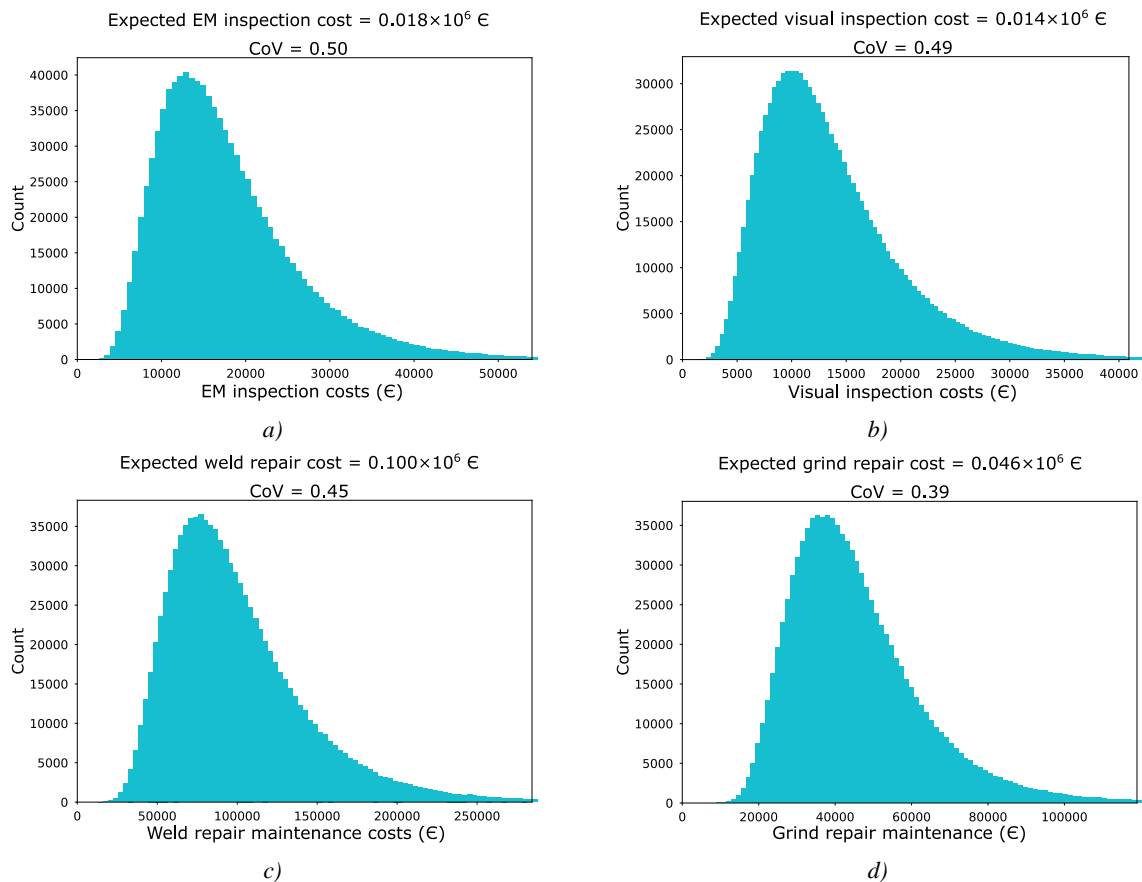 Expected EM inspection cost = 0.018×10⁶ Є
CoV = 0.50
40000
35000
30000
25000
20000
15000
10000
5000
0
Count
0 10000 20000 30000 40000 50000
EM inspection costs (Є)
a)
Expected visual inspection cost = 0.014×10⁶ Є
CoV = 0.49
30000
25000
20000
15000
10000
5000
0
Count
0 5000 10000 15000 20000 25000 30000 35000 40000
Visual inspection costs (Є)
b)
Expected weld repair cost = 0.100×10⁶ Є
CoV = 0.45
35000
30000
25000
20000
15000
10000
5000
0
Count
0 50000 100000 150000 200000 250000
Weld repair maintenance costs (Є)
c)
Expected grind repair cost = 0.046×10⁶ Є
CoV = 0.39
35000
30000
25000
20000
15000
10000
5000
0
Count
0 20000 40000 60000 80000 100000
Grind repair maintenance (Є)
d)